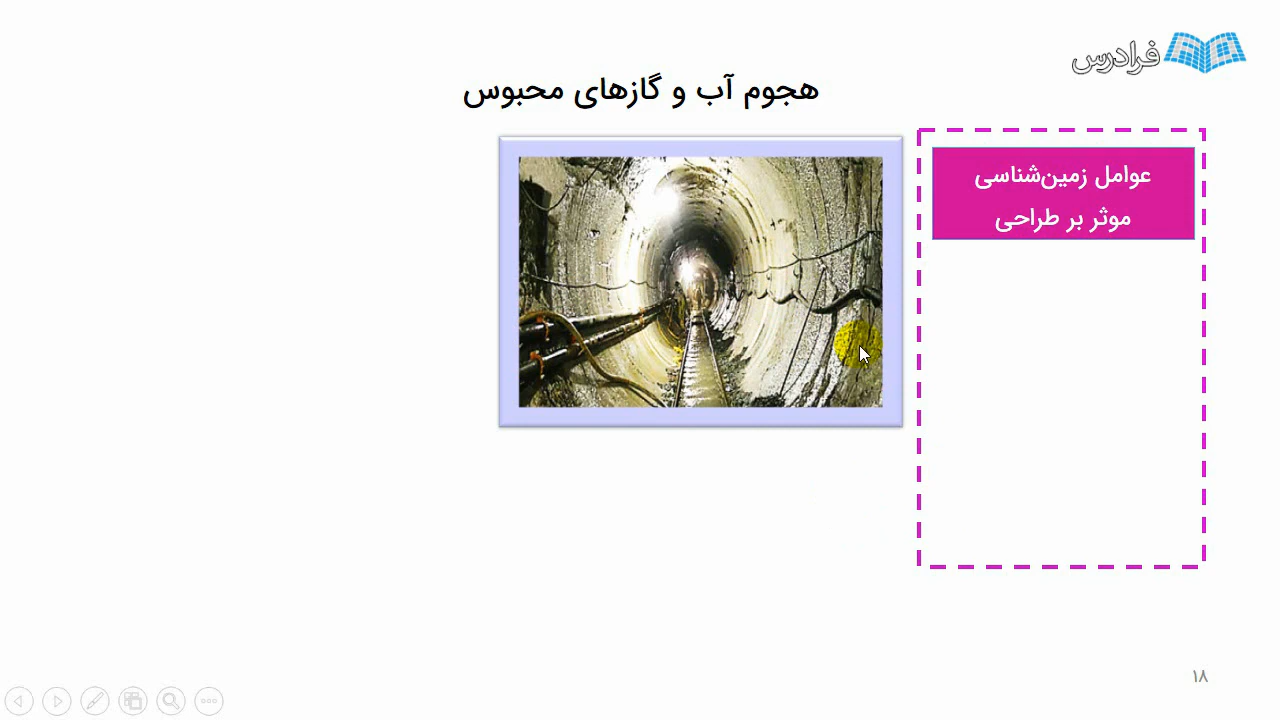 فرادرس
هجوم آب و گازهای محبوس
عوامل زمین‌شناسی
موثر بر طراحی
۱۸